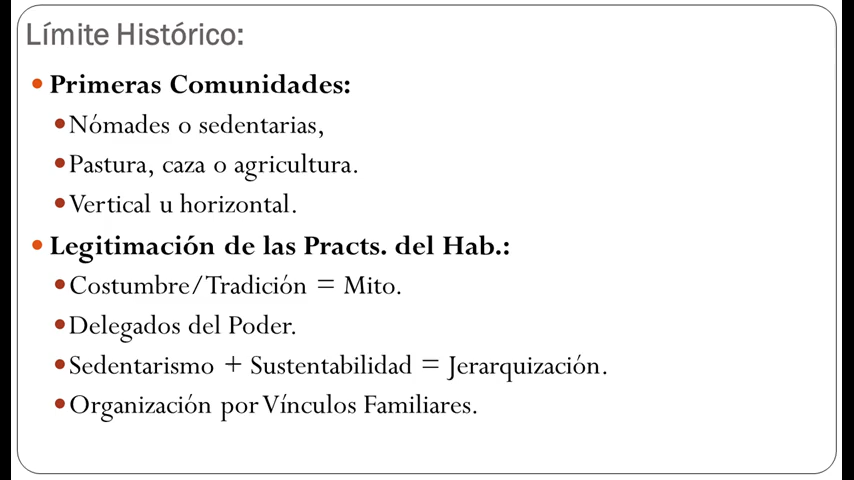 Límite Histórico:
• Primeras Comunidades:
• Nómades o sedentarias,
• Pastura, caza o agricultura.
• Vertical u horizontal.
• Legitimación de las Practs. del Hab.:
• Costumbre/Tradición = Mito.
• Delegados del Poder.
• Sedentarismo + Sustentabilidad = Jerarquización.
• Organización por Vínculos Familiares.